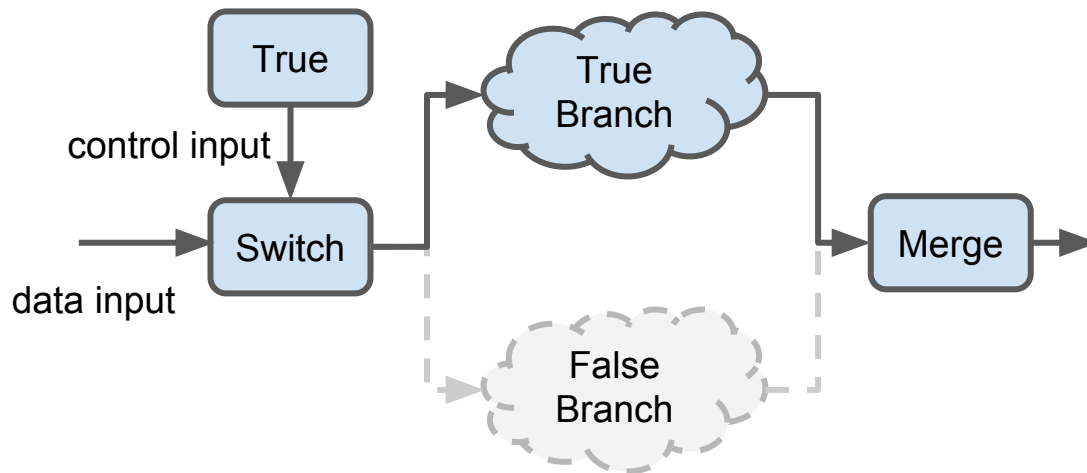 True
control input
Switch
data input
True
Branch
False
Branch
Merge